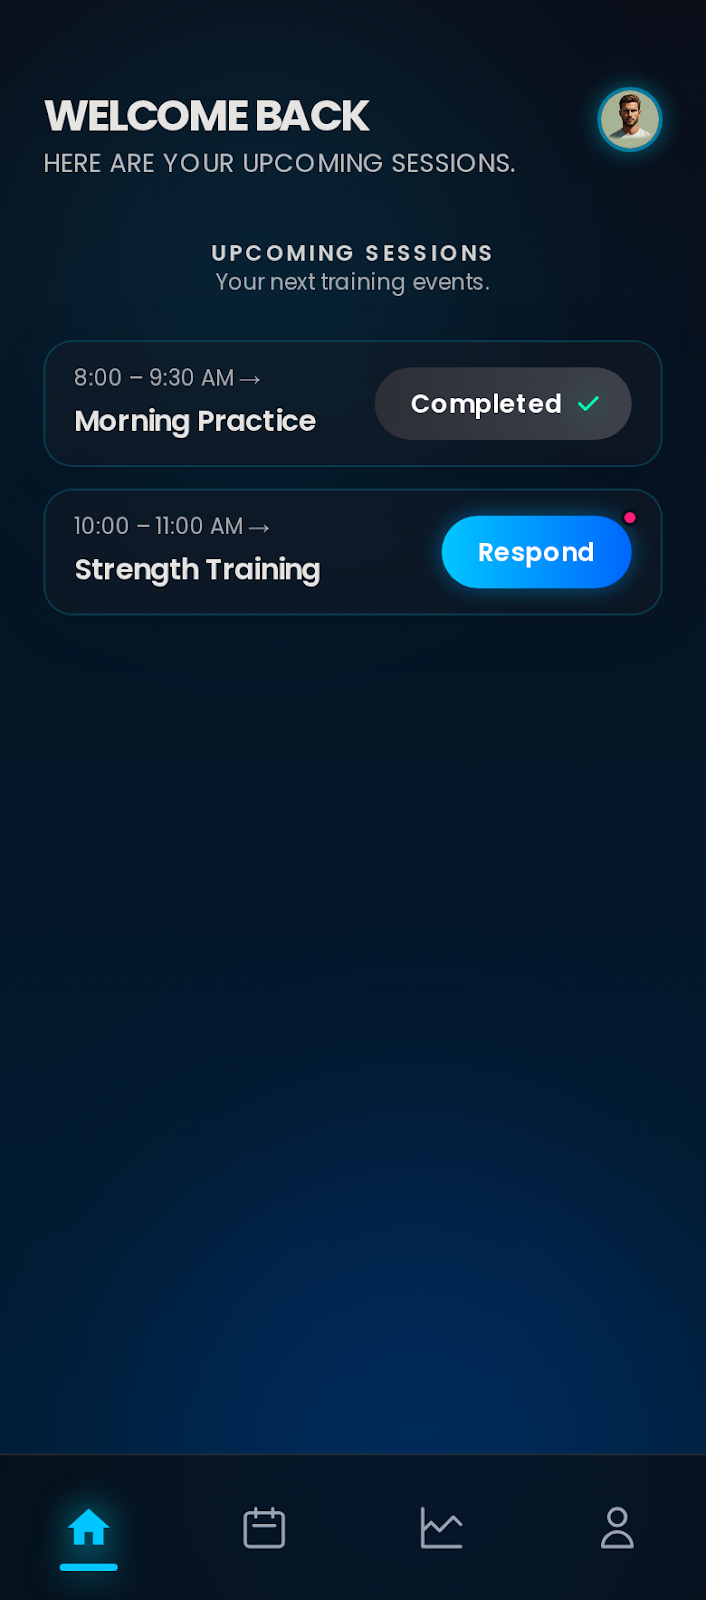 WELCOME BACK
HERE ARE YOUR UPCOMING SESSIONS.
UPCOMING SESSIONS
Your next training events.
8:00 – 9:30 AM →
Morning Practice
Completed ✓
10:00 – 11:00 AM →
Strength Training
Respond